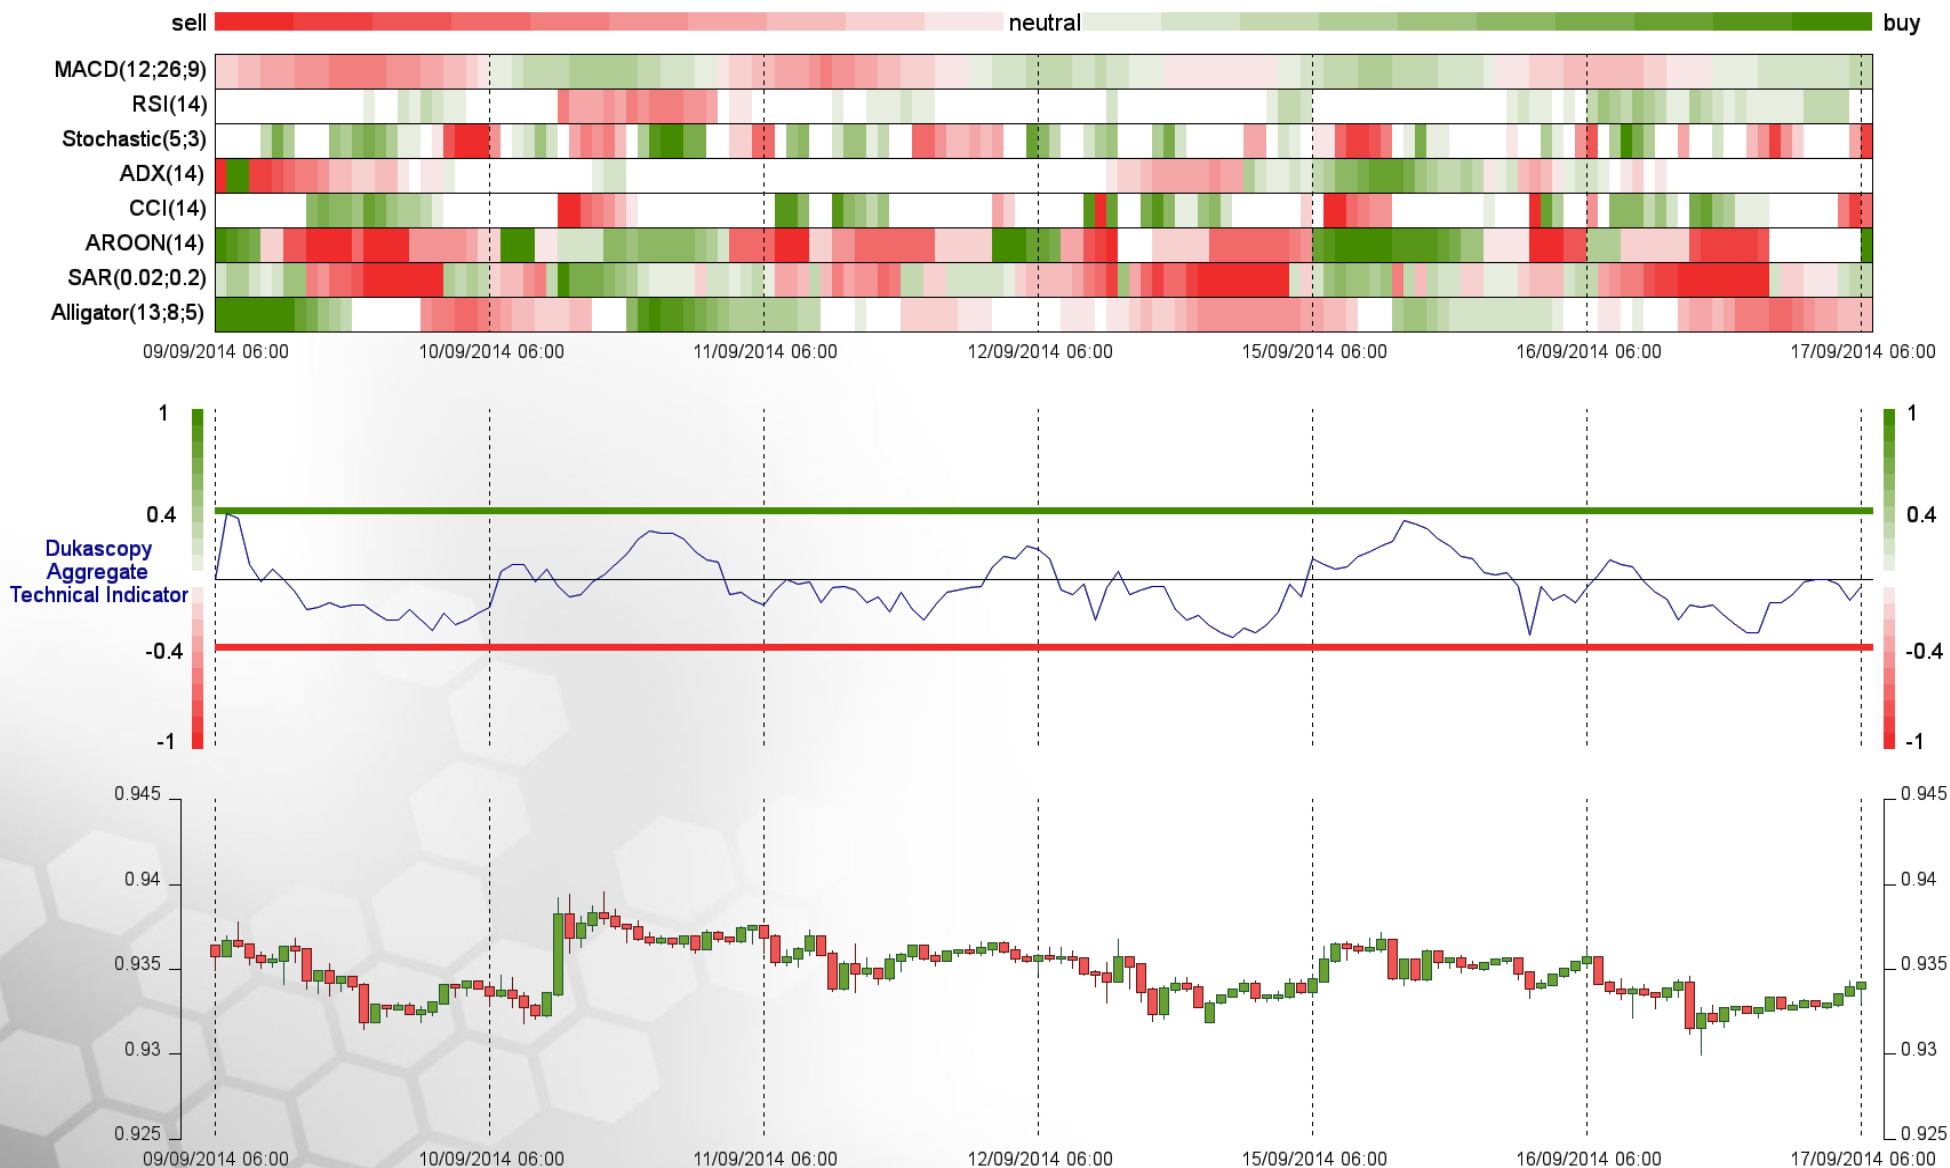 sell neutral buy
MACD(12;26;9)
RSI(14)
Stochastic(5;3)
ADX(14)
CCI(14)
AROON(14)
SAR(0.02;0.2)
Alligator(13;8;5)
09/09/2014 06:00 10/09/2014 06:00 11/09/2014 06:00 12/09/2014 06:00 15/09/2014 06:00 16/09/2014 06:00 17/09/2014 06:00
1 1
0.4 0.4
Dukascopy
Aggregate
Technical Indicator
-0.4 -0.4
-1 -1
0.945 0.945
0.94 0.94
0.935 0.935
0.93 0.93
0.925 0.925
09/09/2014 06:00 10/09/2014 06:00 11/09/2014 06:00 12/09/2014 06:00 15/09/2014 06:00 16/09/2014 06:00 17/09/2014 06:00